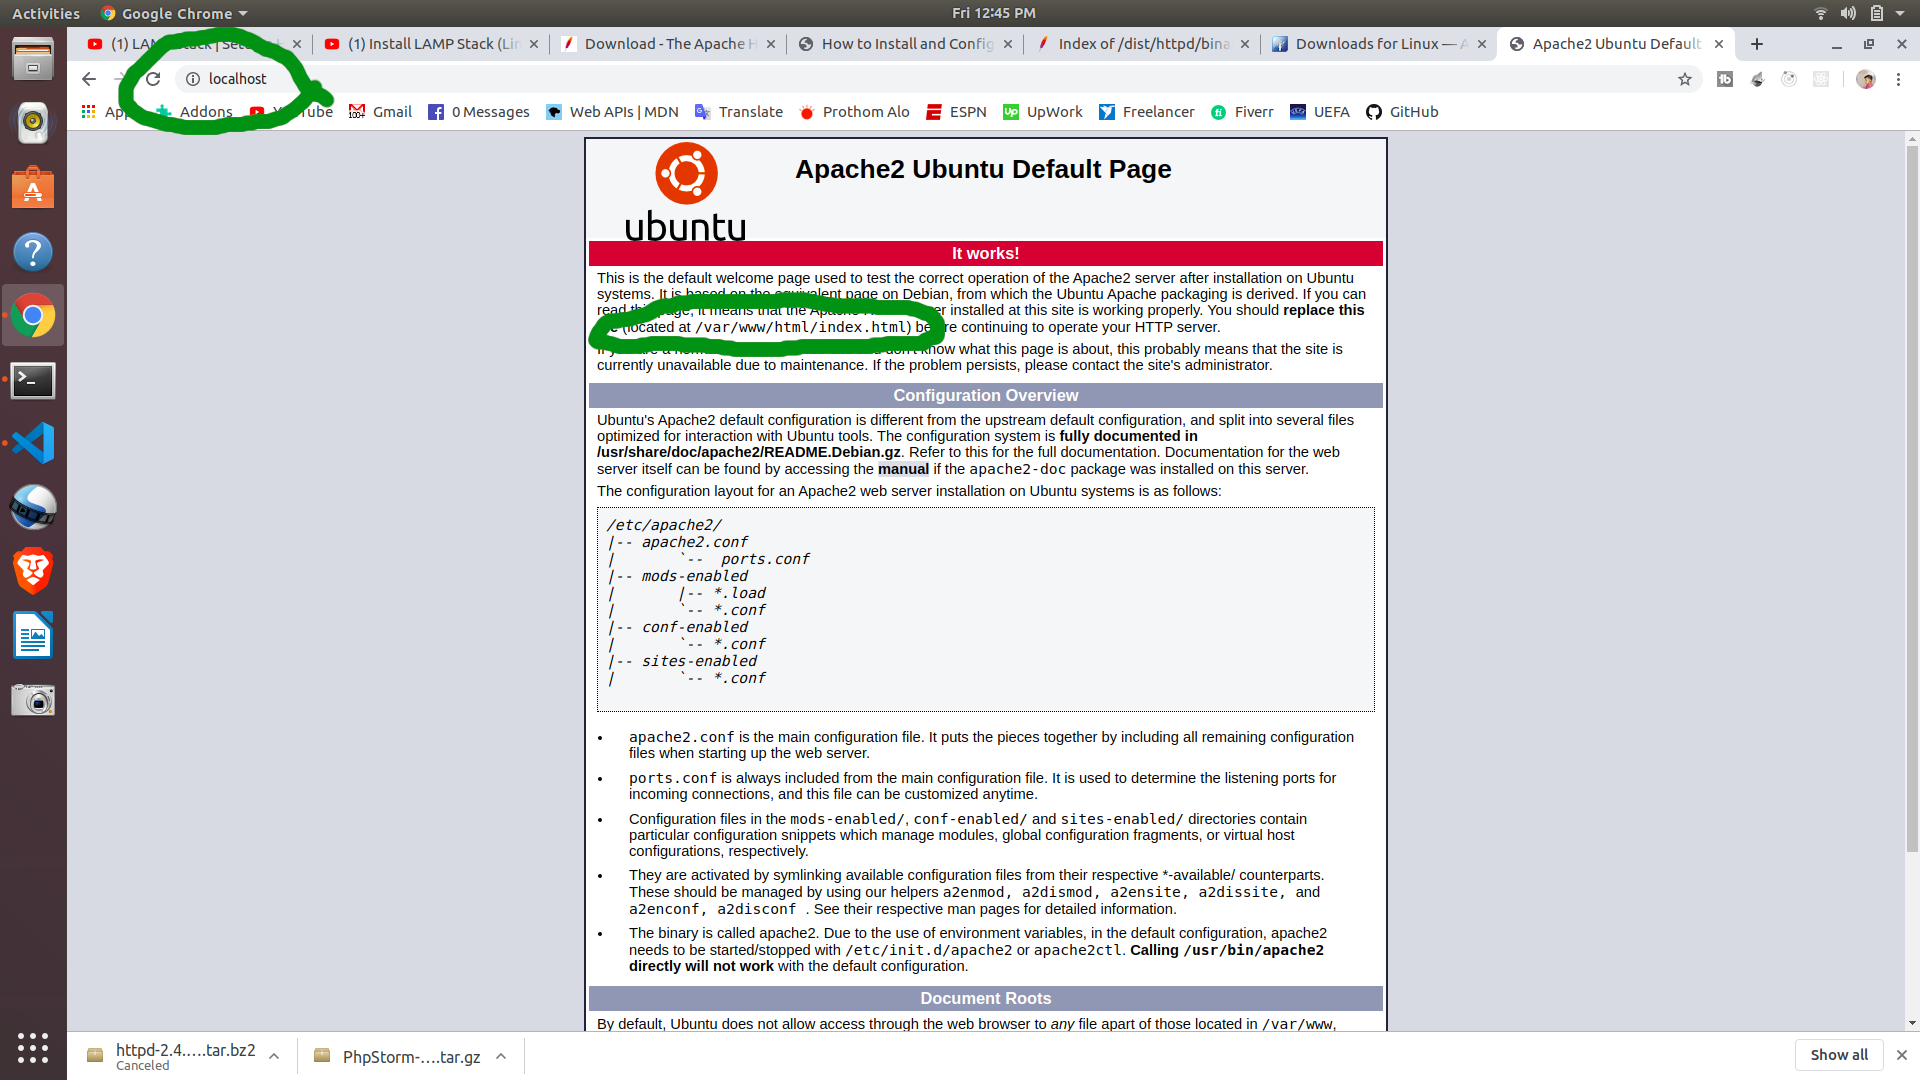 Activities
Google Chrome
Fri 12:45 PM
(1) LAMP Stack | Set
(1) Install LAMP Stack (Lin
Download - The Apache H
How to Install and Config
Index of /dist/httpd/bina
Downloads for Linux — A
Apache2 Ubuntu Default
localhost
Addons
YouTube
Gmail
0 Messages
Web APIs | MDN
Translate
Prothom Alo
ESPN
UpWork
Freelancer
Fiverr
UEFA
GitHub
ubuntu
Apache2 Ubuntu Default Page
It works!
This is the default welcome page used to test the correct operation of the Apache2 server after installation on Ubuntu
systems. It is based on the equivalent page on Debian, from which the Ubuntu Apache packaging is derived. If you can
read this page, it means that the Apache installed at this site is working properly. You should replace this
(located at /var/www/html/index.html) before continuing to operate your HTTP server.
If you are a don't know what this page is about, this probably means that the site is
currently unavailable due to maintenance. If the problem persists, please contact the site's administrator.
Configuration Overview
Ubuntu's Apache2 default configuration is different from the upstream default configuration, and split into several files
optimized for interaction with Ubuntu tools. The configuration system is fully documented in
/usr/share/doc/apache2/README.Debian.gz. Refer to this for the full documentation. Documentation for the web
server itself can be found by accessing the manual if the apache2-doc package was installed on this server.
The configuration layout for an Apache2 web server installation on Ubuntu systems is as follows:
/etc/apache2/
|-- apache2.conf
|       `--  ports.conf
|-- mods-enabled
|       |-- *.load
|       `-- *.conf
|-- conf-enabled
|       `-- *.conf
|-- sites-enabled
|       `-- *.conf
• apache2.conf is the main configuration file. It puts the pieces together by including all remaining configuration
files when starting up the web server.
• ports.conf is always included from the main configuration file. It is used to determine the listening ports for
incoming connections, and this file can be customized anytime.
• Configuration files in the mods-enabled/, conf-enabled/ and sites-enabled/ directories contain
particular configuration snippets which manage modules, global configuration fragments, or virtual host
configurations, respectively.
• They are activated by symlinking available configuration files from their respective *-available/ counterparts.
These should be managed by using our helpers a2enmod, a2dismod, a2ensite, a2dissite, and
a2enconf, a2disconf . See their respective man pages for detailed information.
• The binary is called apache2. Due to the use of environment variables, in the default configuration, apache2
needs to be started/stopped with /etc/init.d/apache2 or apache2ctl. Calling /usr/bin/apache2
directly will not work with the default configuration.
Document Roots
By default, Ubuntu does not allow access through the web browser to any file apart of those located in /var/www,
httpd-2.4.….tar.bz2
Canceled
PhpStorm-….tar.gz
Show all